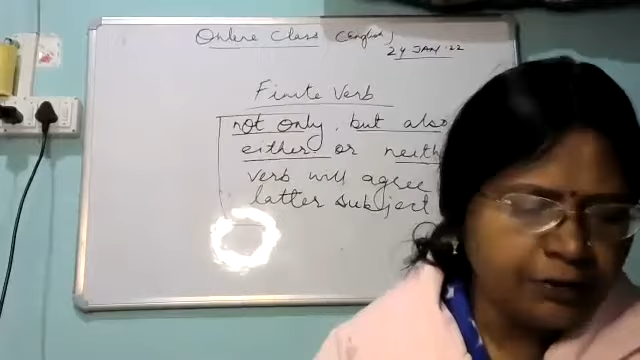 Online Class (English)
24 JAN. 22
Finite Verb
not only, but also
either or neith
verb will agree
latter subject